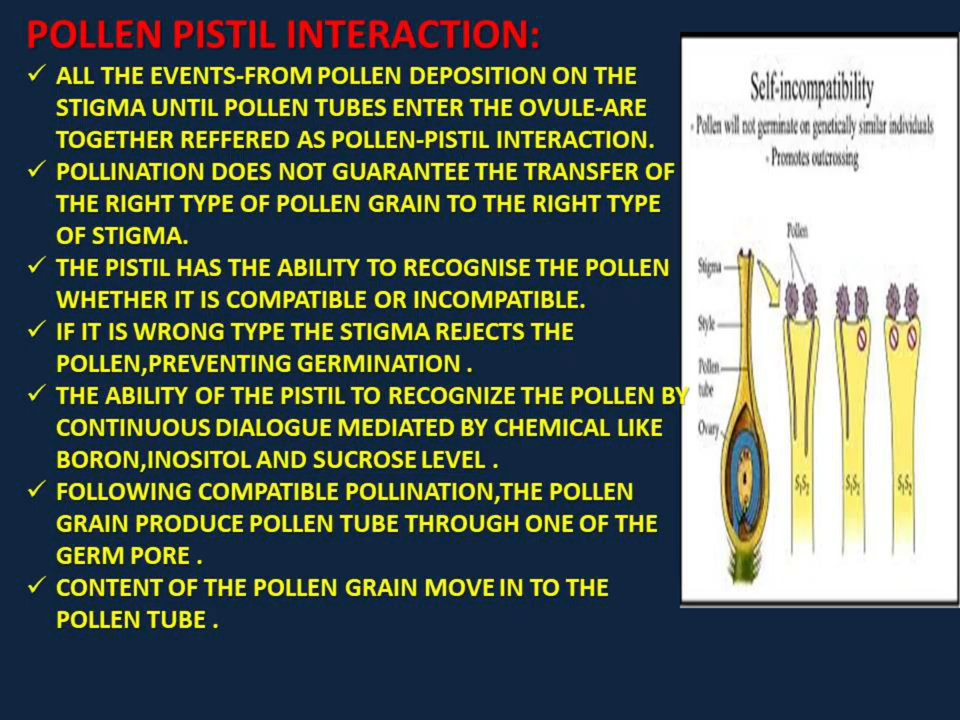 POLLEN PISTIL INTERACTION:
✓ ALL THE EVENTS-FROM POLLEN DEPOSITION ON THE
STIGMA UNTIL POLLEN TUBES ENTER THE OVULE-ARE
TOGETHER REFFERED AS POLLEN-PISTIL INTERACTION.
✓ POLLINATION DOES NOT GUARANTEE THE TRANSFER OF
THE RIGHT TYPE OF POLLEN GRAIN TO THE RIGHT TYPE
OF STIGMA.
✓ THE PISTIL HAS THE ABILITY TO RECOGNISE THE POLLEN
WHETHER IT IS COMPATIBLE OR INCOMPATIBLE.
✓ IF IT IS WRONG TYPE THE STIGMA REJECTS THE
POLLEN,PREVENTING GERMINATION .
✓ THE ABILITY OF THE PISTIL TO RECOGNIZE THE POLLEN BY
CONTINUOUS DIALOGUE MEDIATED BY CHEMICAL LIKE
BORON,INOSITOL AND SUCROSE LEVEL .
✓ FOLLOWING COMPATIBLE POLLINATION,THE POLLEN
GRAIN PRODUCE POLLEN TUBE THROUGH ONE OF THE
GERM PORE .
✓ CONTENT OF THE POLLEN GRAIN MOVE IN TO THE
POLLEN TUBE .
Self-incompatibility
- Pollen will not germinate on genetically similar individuals
- Promotes outcrossing
Pollen
Stigma
Style
Pollen
tube
Ovary
S₁S₂ S₁S₂ S₁S₂